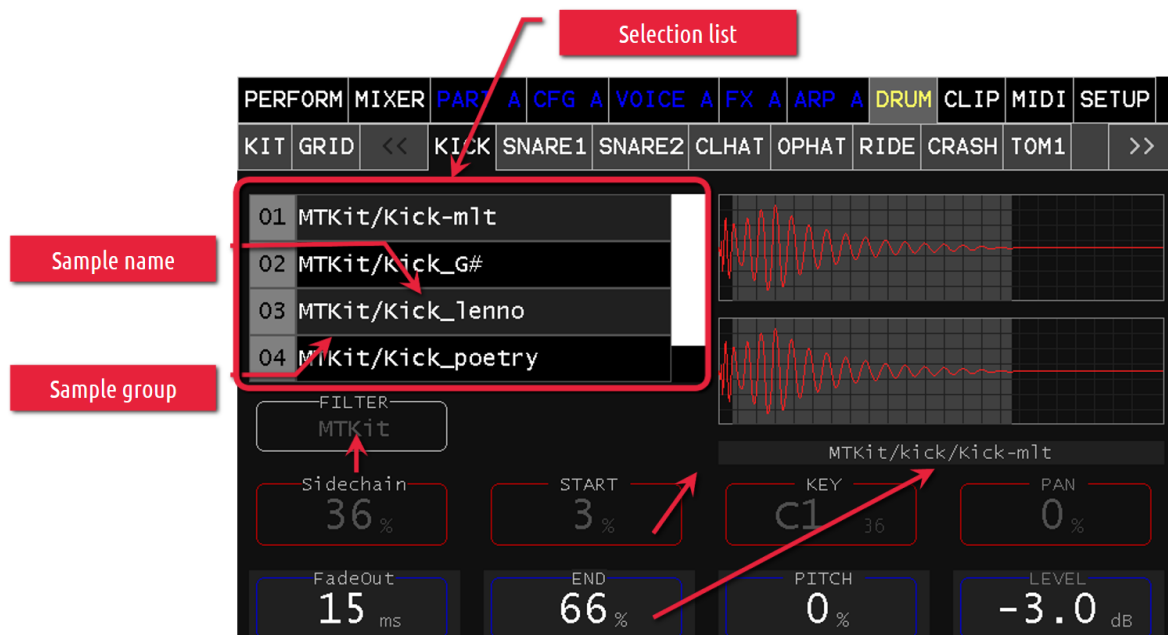 Selection list
PERFORM MIXER PART A CFG A VOICE A FX A ARP A DRUM CLIP MIDI SETUP
KIT GRID << KICK SNARE1 SNARE2 CLHAT OPHAT RIDE CRASH TOM1 >>
01 MTKit/Kick-mlt
Sample name
02 MTKit/Kick_G#
03 MTKit/Kick_lenno
04 MTKit/Kick_poetry
Sample group
FILTER
MTKit
MTKit/kick/Kick-mlt
Sidechain START KEY PAN
36 % 3 % C1 36 0 %
FadeOut END PITCH LEVEL
15 ms 66 % 0 % -3.0 dB